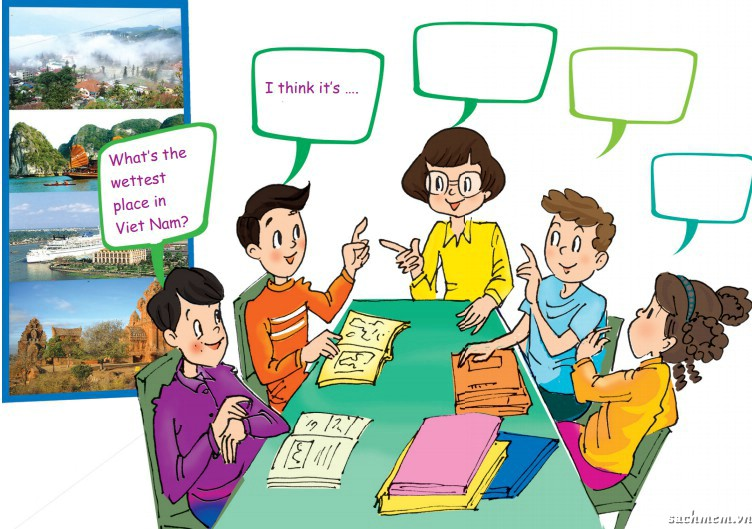 I think it's ....
What's the
wettest
place in
Viet Nam?
sachmem.vn